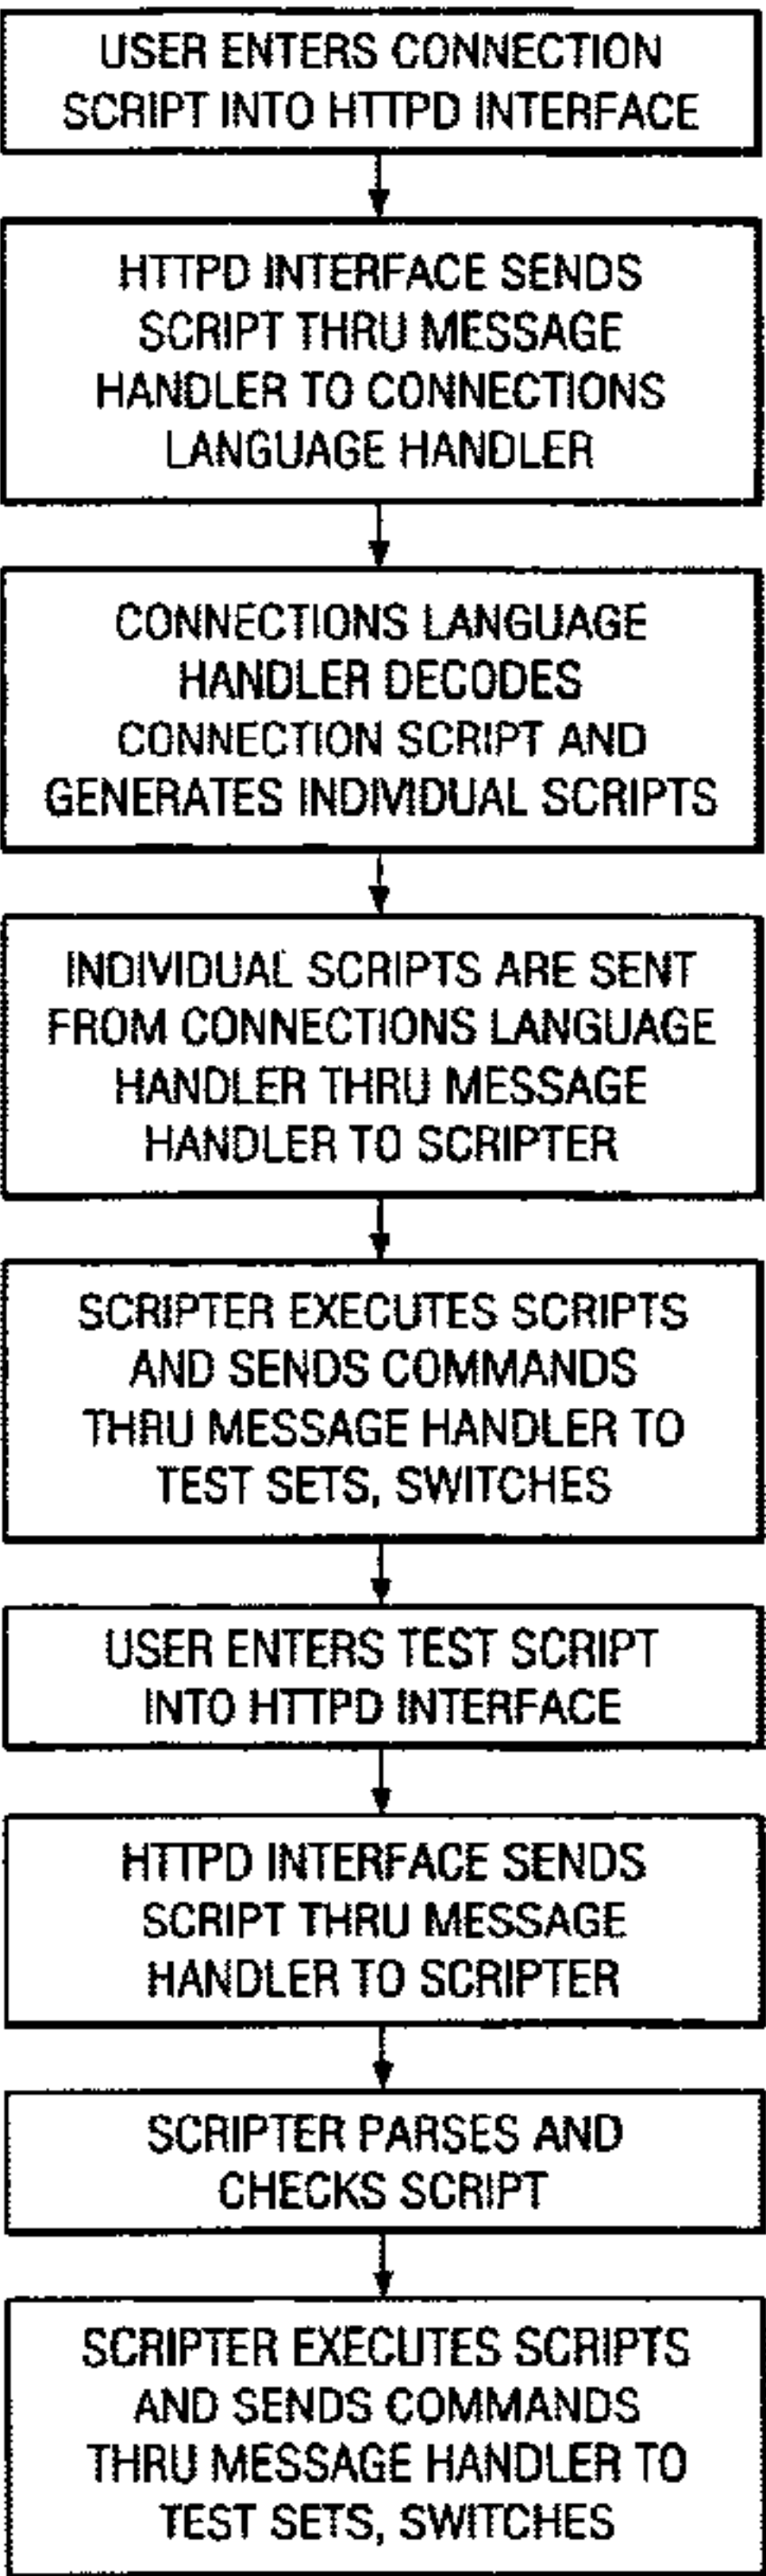 USER ENTERS CONNECTION
SCRIPT INTO HTTPD INTERFACE
HTTPD INTERFACE SENDS
SCRIPT THRU MESSAGE
HANDLER TO CONNECTIONS
LANGUAGE HANDLER
CONNECTIONS LANGUAGE
HANDLER DECODES
CONNECTION SCRIPT AND
GENERATES INDIVIDUAL SCRIPTS
INDIVIDUAL SCRIPTS ARE SENT
FROM CONNECTIONS LANGUAGE
HANDLER THRU MESSAGE
HANDLER TO SCRIPTER
SCRIPTER EXECUTES SCRIPTS
AND SENDS COMMANDS
THRU MESSAGE HANDLER TO
TEST SETS, SWITCHES
USER ENTERS TEST SCRIPT
INTO HTTPD INTERFACE
HTTPD INTERFACE SENDS
SCRIPT THRU MESSAGE
HANDLER TO SCRIPTER
SCRIPTER PARSES AND
CHECKS SCRIPT
SCRIPTER EXECUTES SCRIPTS
AND SENDS COMMANDS
THRU MESSAGE HANDLER TO
TEST SETS, SWITCHES